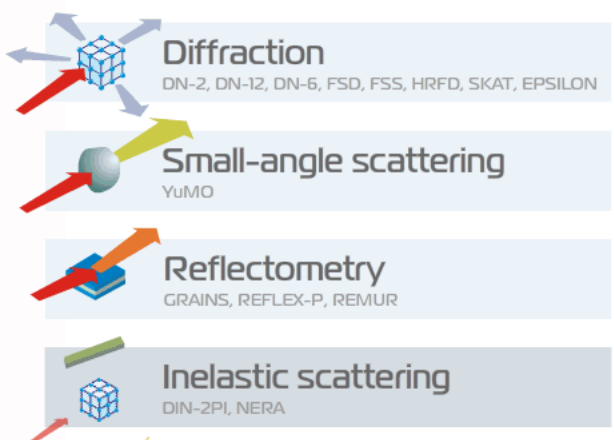 Diffraction
DN-2, DN-12, DN-6, FSD, FSS, HRFD, SKAT, EPSILON
Small-angle scattering
YuMO
Reflectometry
GRAINS, REFLEX-P, REMUR
Inelastic scattering
DIN-2PI, NERA